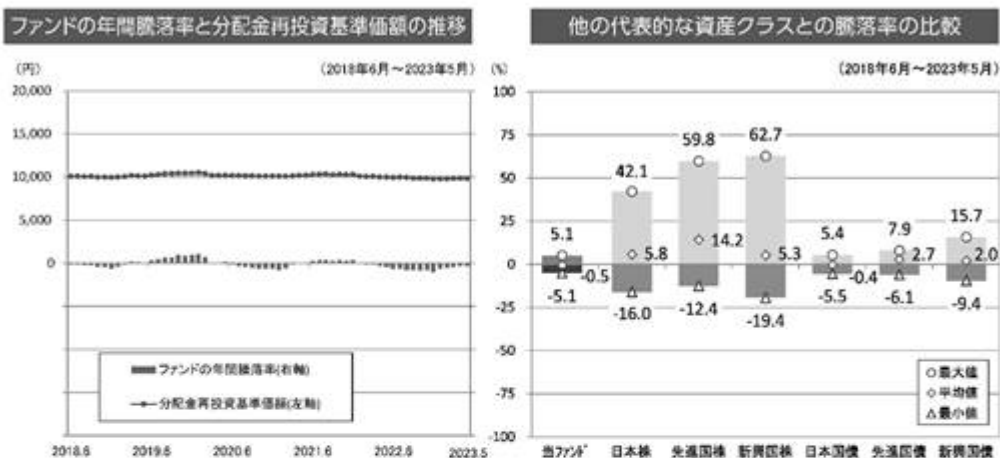 ファンドの年間騰落率と分配金再投資基準価額の推移
(円)
(2018年6月～2023年5月)
20,000
15,000
10,000
5,000
0
ファンドの年間騰落率(右軸)
分配金再投資基準価額(左軸)
2018.6 2019.6 2020.6 2021.6 2022.6 2023.5
他の代表的な資産クラスとの騰落率の比較
(%)
(2018年6月～2023年5月)
100
75
50
25
0
-25
-50
-75
-100
5.1 42.1 59.8 62.7 5.4 7.9 15.7
-0.5 5.8 14.2 5.3 -0.4 2.7 2.0
-5.1 -16.0 -12.4 -19.4 -5.5 -6.1 -9.4
最大値
平均値
最小値
当ファンド 日本株 先進国株 新興国株 日本国債 先進国債 新興国債